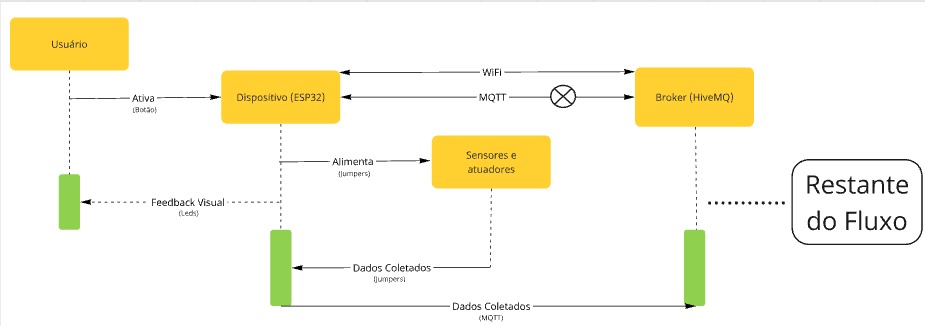 Usuário
WiFi
Ativa
(Botão)
Dispositivo (ESP32)
MQTT
Broker (HiveMQ)
Alimenta
(Jumpers)
Sensores e
atuadores
Feedback Visual
(Leds)
Restante
do Fluxo
Dados Coletados
(Jumpers)
Dados Coletados
(MQTT)